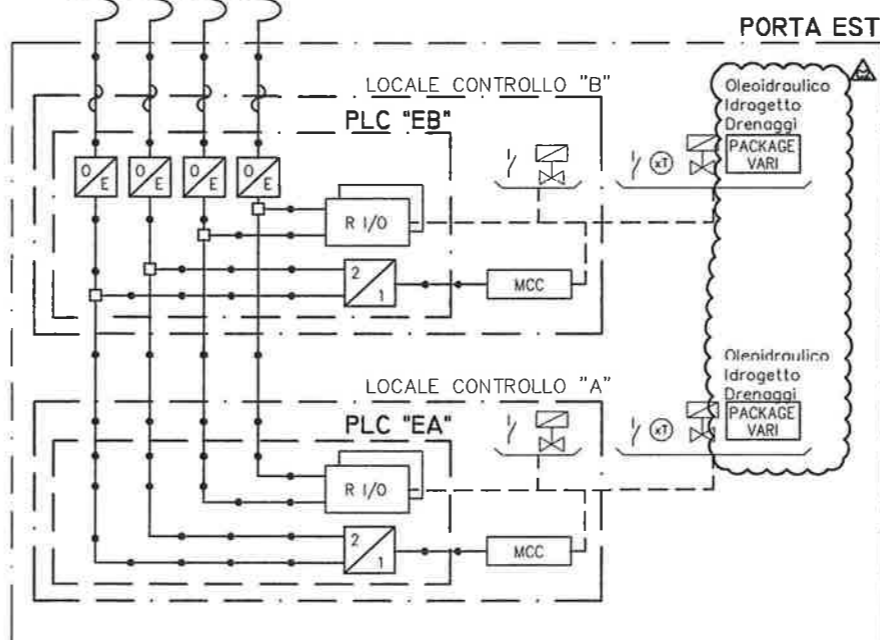 PORTA EST
LOCALE CONTROLLO "B"
PLC "EB"
Oleoidraulico
Idrogetto
Drenaggi
PACKAGE
VARI
xT
O
E
O
E
O
E
O
E
R I/O
2
1
MCC
LOCALE CONTROLLO "A"
PLC "EA"
Oleoidraulico
Idrogetto
Drenaggi
PACKAGE
VARI
xT
R I/O
2
1
MCC